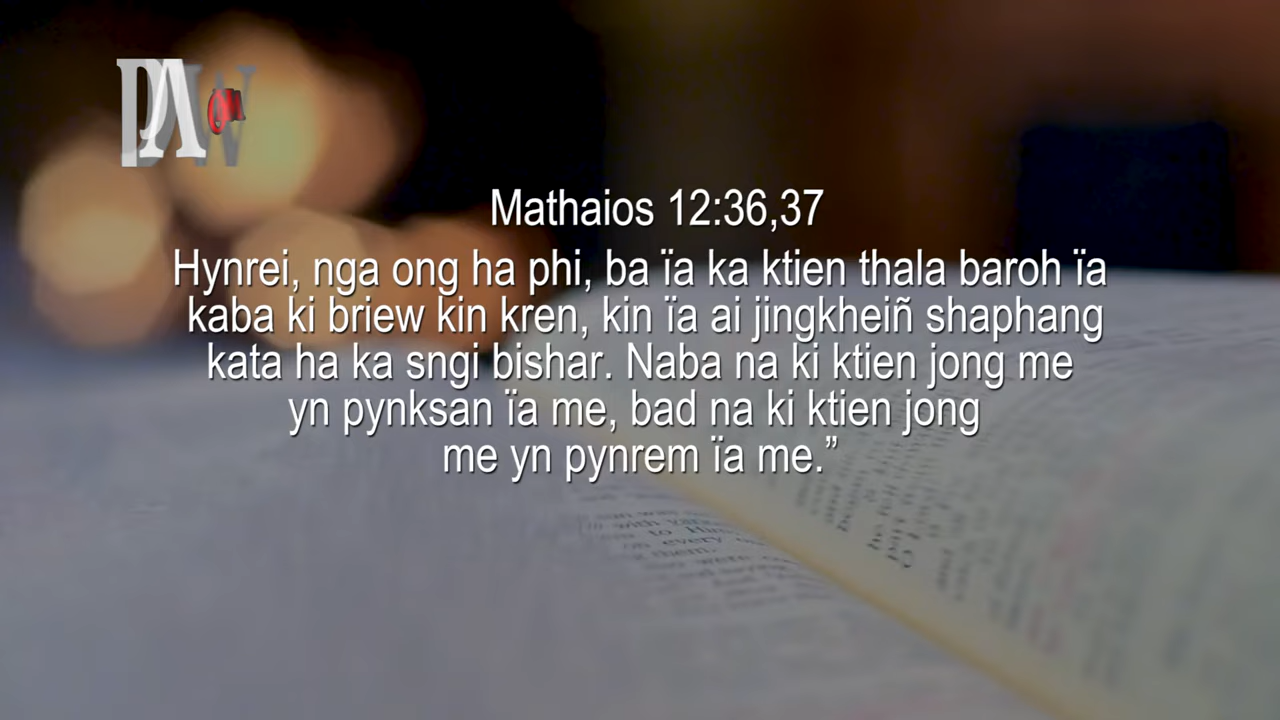 Mathaios 12:36,37
Hynrei, nga ong ha phi, ba ïa ka ktien thala baroh ïa
kaba ki briew kin kren, kin ïa ai jingkheiñ shaphang
kata ha ka sngi bishar. Naba na ki ktien jong me
yn pynksan ïa me, bad na ki ktien jong
me yn pynrem ïa me.”